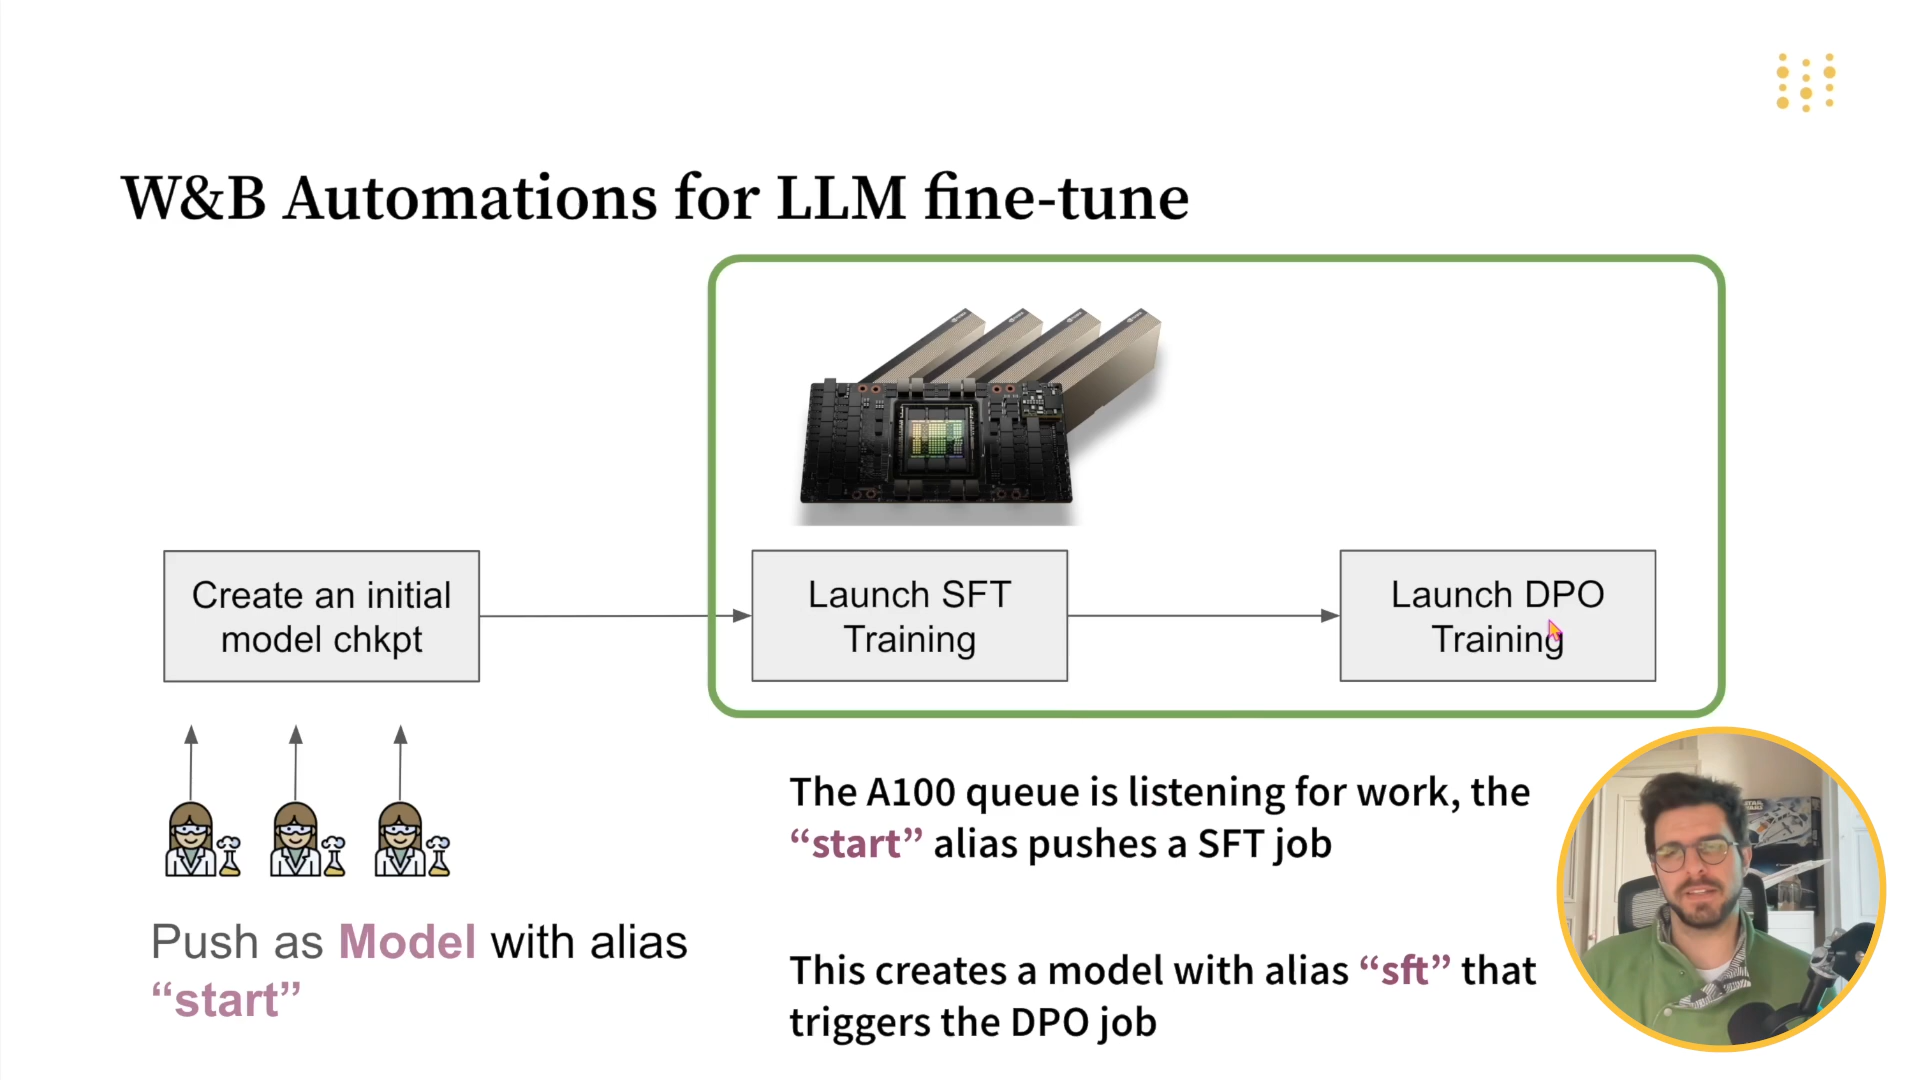 W&B Automations for LLM fine-tune
Create an initial
model chkpt
Launch SFT
Training
Launch DPO
Training
Push as Model with alias
“start”
The A100 queue is listening for work, the
“start” alias pushes a SFT job
This creates a model with alias “sft” that
triggers the DPO job